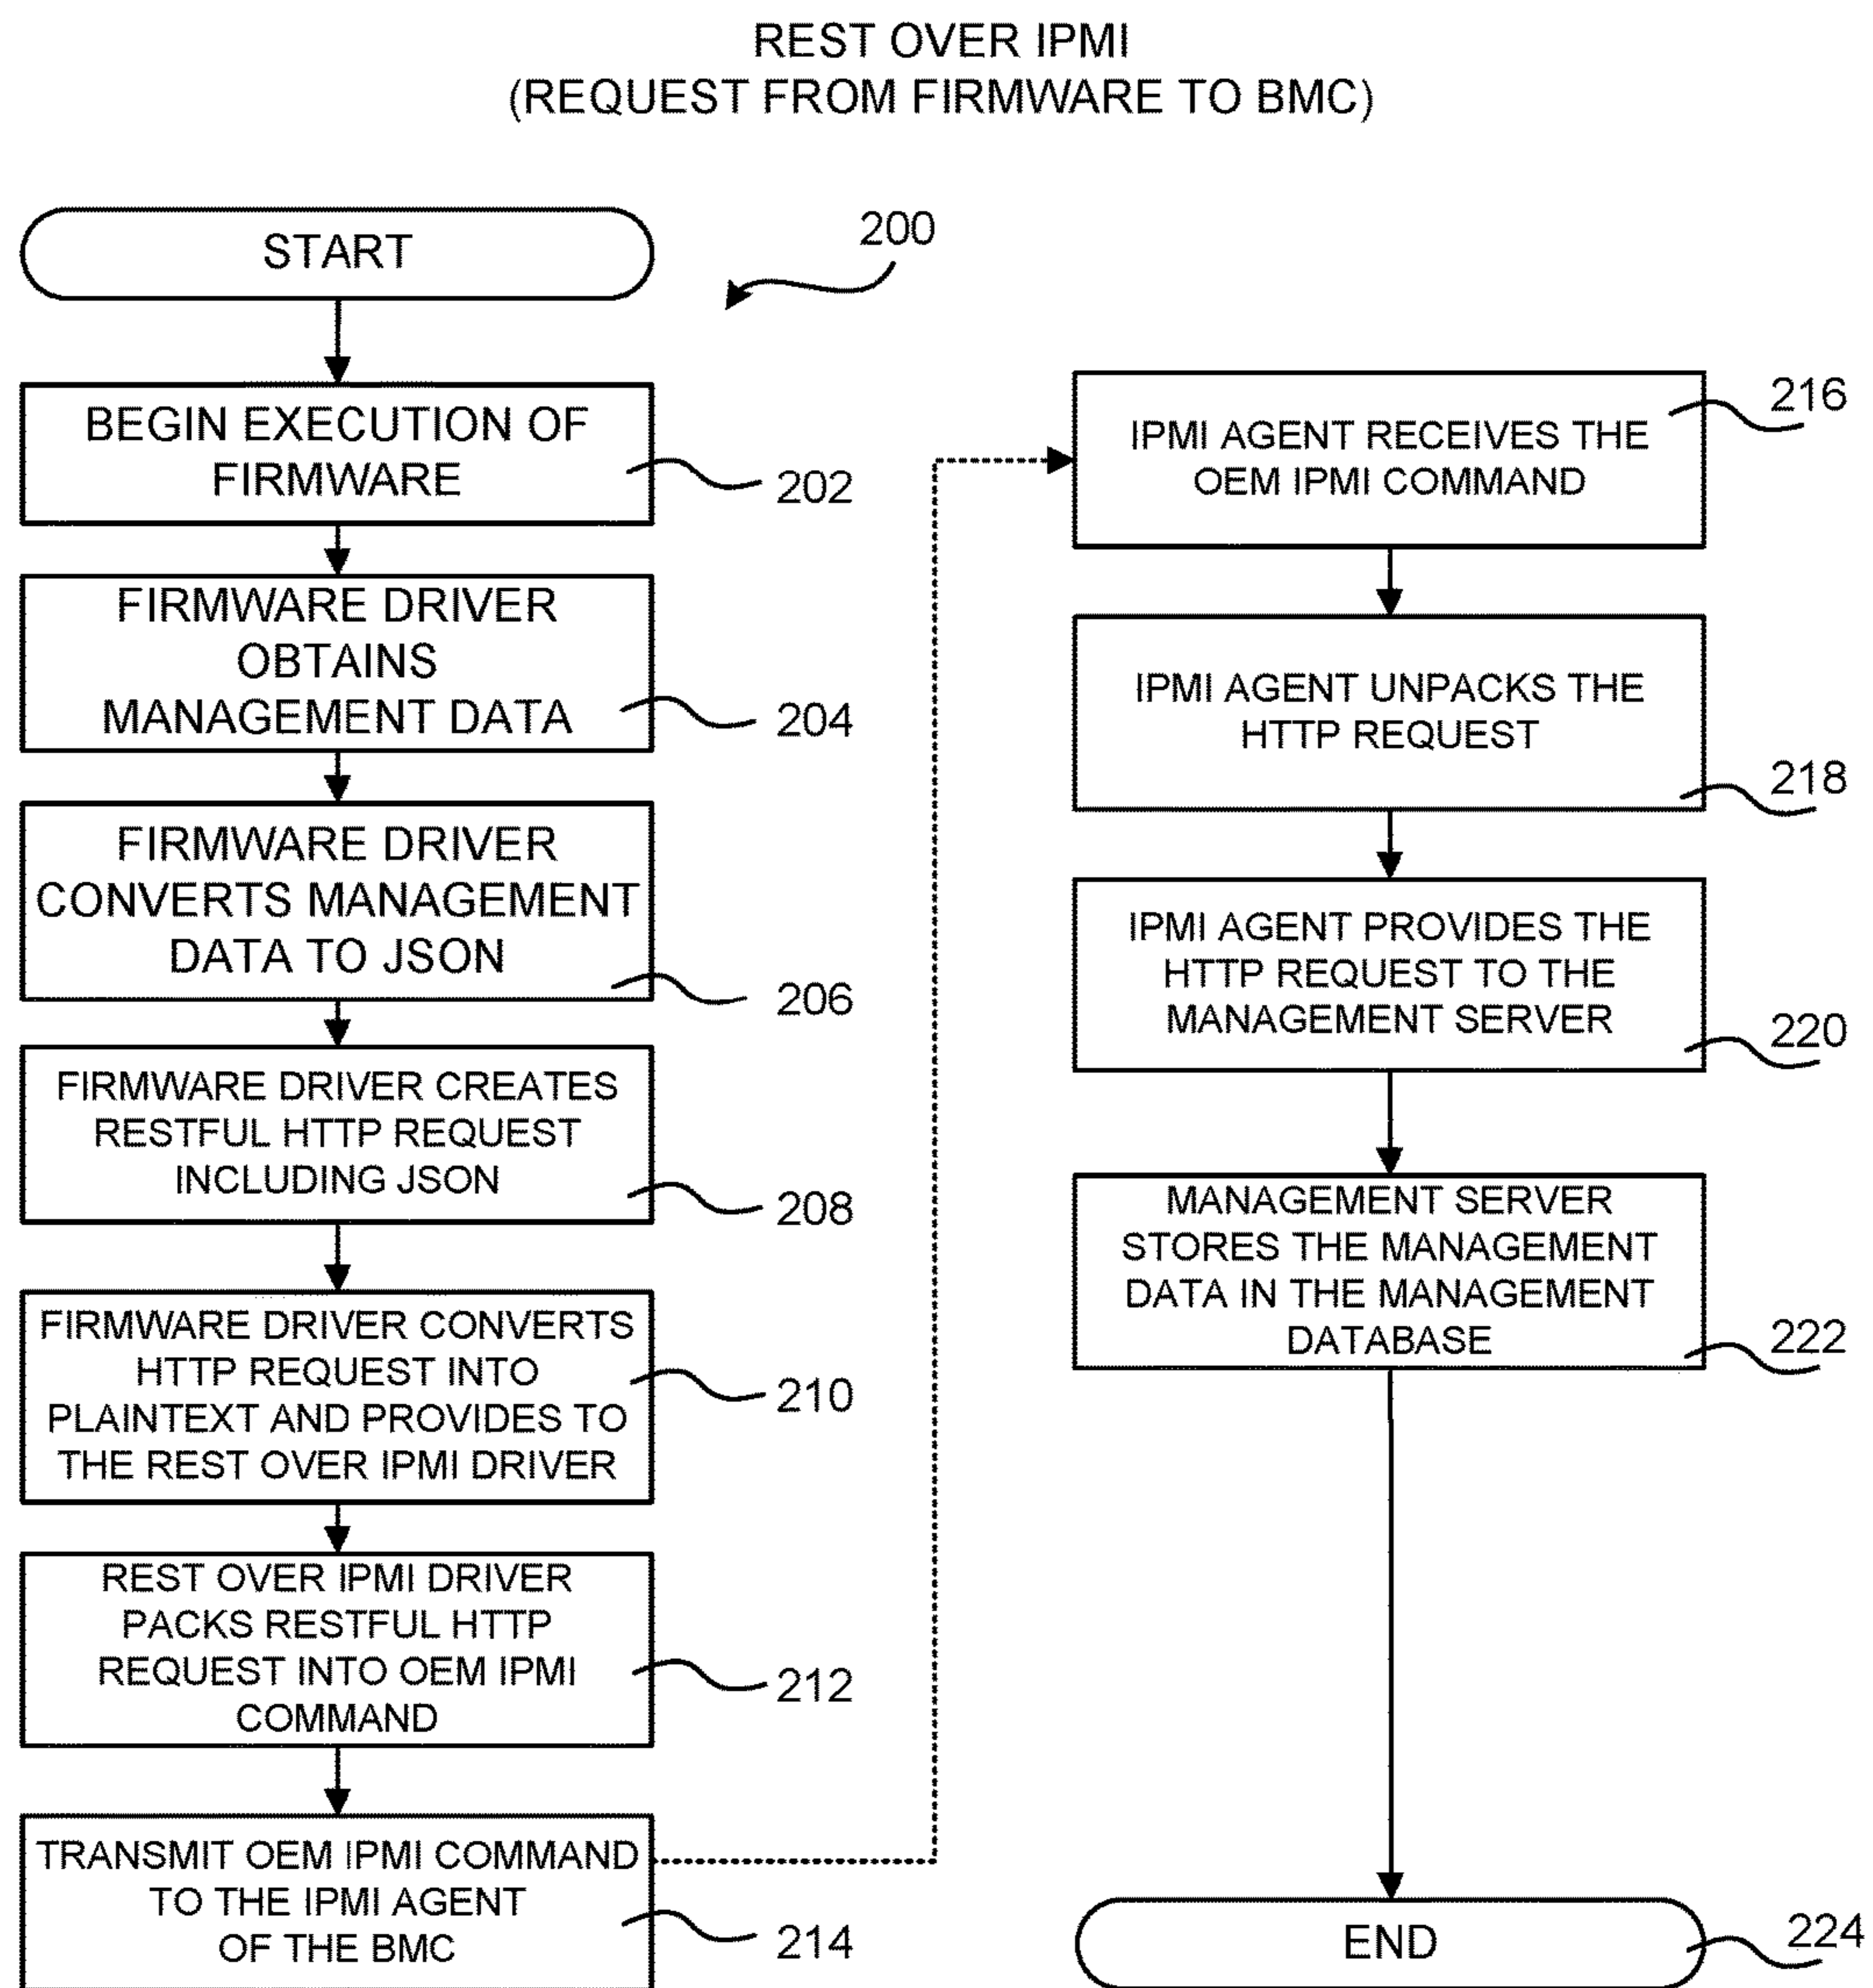 REST OVER IPMI
(REQUEST FROM FIRMWARE TO BMC)
START
200
BEGIN EXECUTION OF
FIRMWARE
202
FIRMWARE DRIVER
OBTAINS
MANAGEMENT DATA
204
FIRMWARE DRIVER
CONVERTS MANAGEMENT
DATA TO JSON
206
FIRMWARE DRIVER CREATES
RESTFUL HTTP REQUEST
INCLUDING JSON
208
FIRMWARE DRIVER CONVERTS
HTTP REQUEST INTO
PLAINTEXT AND PROVIDES TO
THE REST OVER IPMI DRIVER
210
REST OVER IPMI DRIVER
PACKS RESTFUL HTTP
REQUEST INTO OEM IPMI
COMMAND
212
TRANSMIT OEM IPMI COMMAND
TO THE IPMI AGENT
OF THE BMC
214
IPMI AGENT RECEIVES THE
OEM IPMI COMMAND
216
IPMI AGENT UNPACKS THE
HTTP REQUEST
218
IPMI AGENT PROVIDES THE
HTTP REQUEST TO THE
MANAGEMENT SERVER
220
MANAGEMENT SERVER
STORES THE MANAGEMENT
DATA IN THE MANAGEMENT
DATABASE
222
END
224